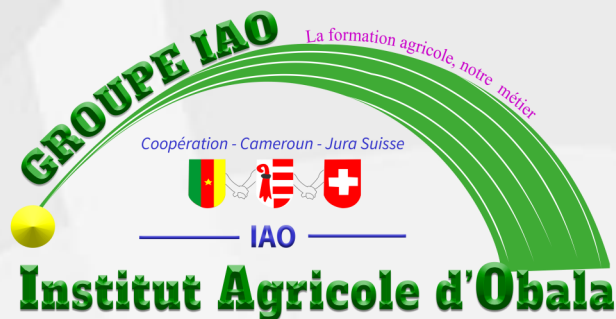 GROUPE IAO
La formation agricole, notre métier
Coopération - Cameroun - Jura Suisse
IAO
Institut Agricole d'Obala